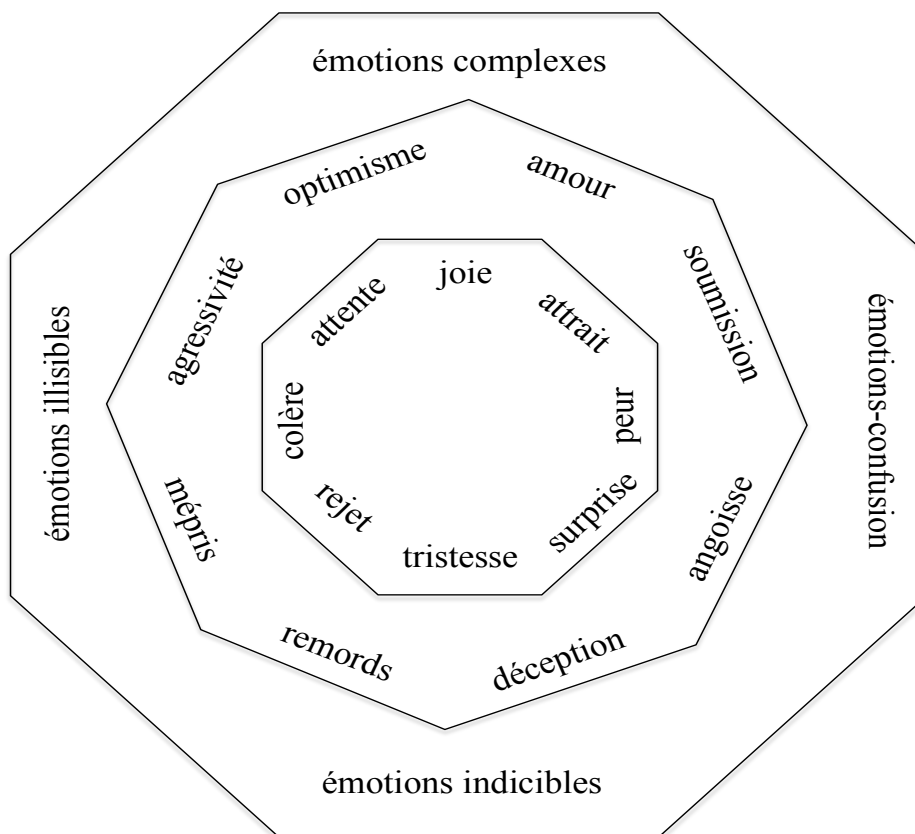 émotions complexes
optimisme
amour
agressivité
attente
joie
attrait
soumission
émotions illisibles
colère
peur
émotions-confusion
mépris
rejet
tristesse
surprise
angoisse
remords
déception
émotions indicibles